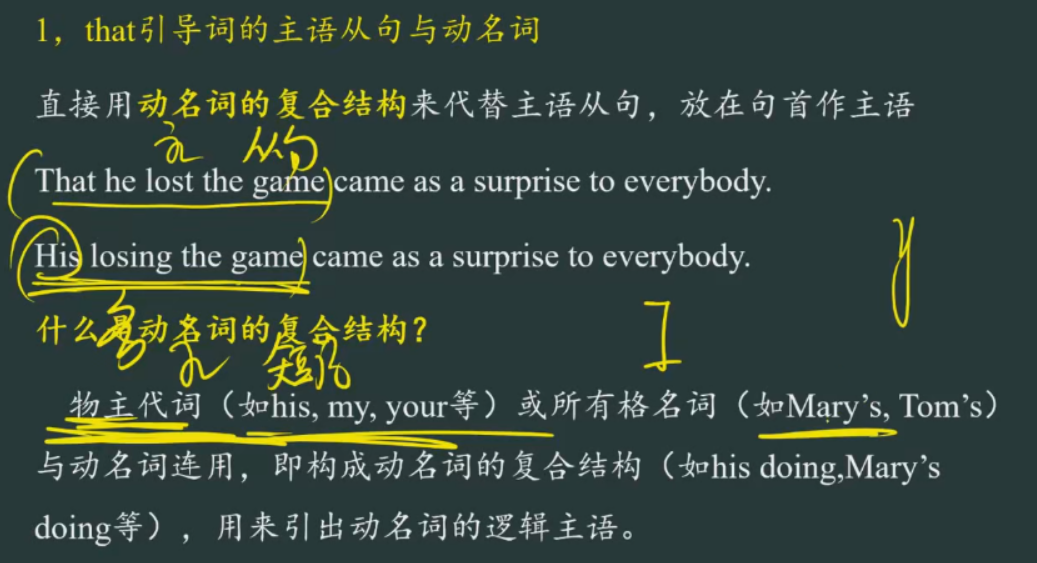 1，that引导词的主语从句与动名词
直接用动名词的复合结构来代替主语从句，放在句首作主语
从句
That he lost the game came as a surprise to everybody.
His losing the game came as a surprise to everybody.
什么是动名词的复合结构？
物主代词（如his, my, your等）或所有格名词（如Mary’s, Tom’s）
与动名词连用，即构成动名词的复合结构（如his doing,Mary’s
doing等），用来引出动名词的逻辑主语。